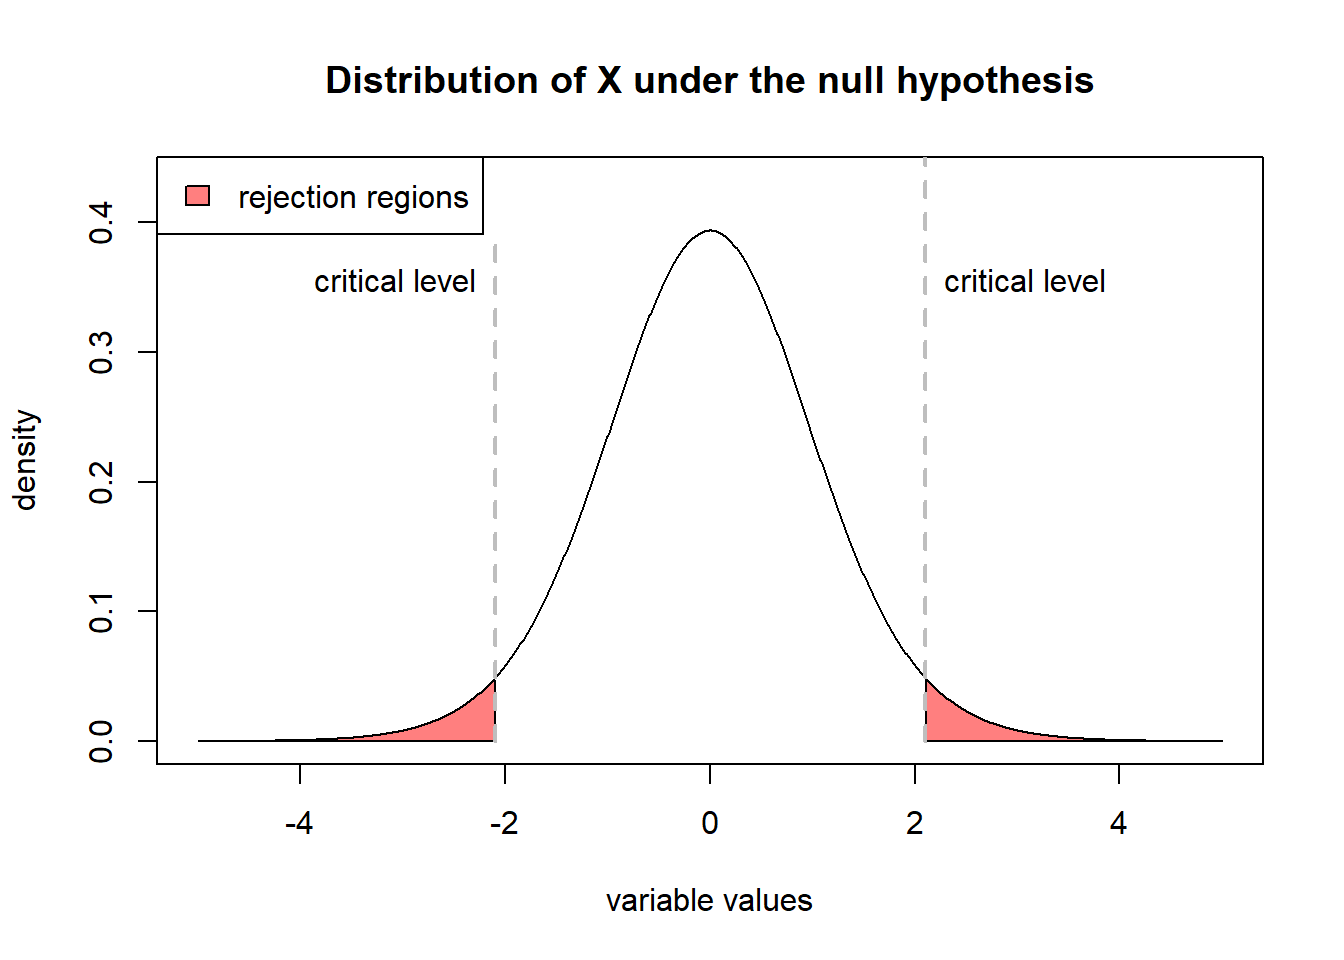 Distribution of X under the null hypothesis
rejection regions
critical level
critical level
density
0.4
0.3
0.2
0.1
0.0
-4
-2
0
2
4
variable values